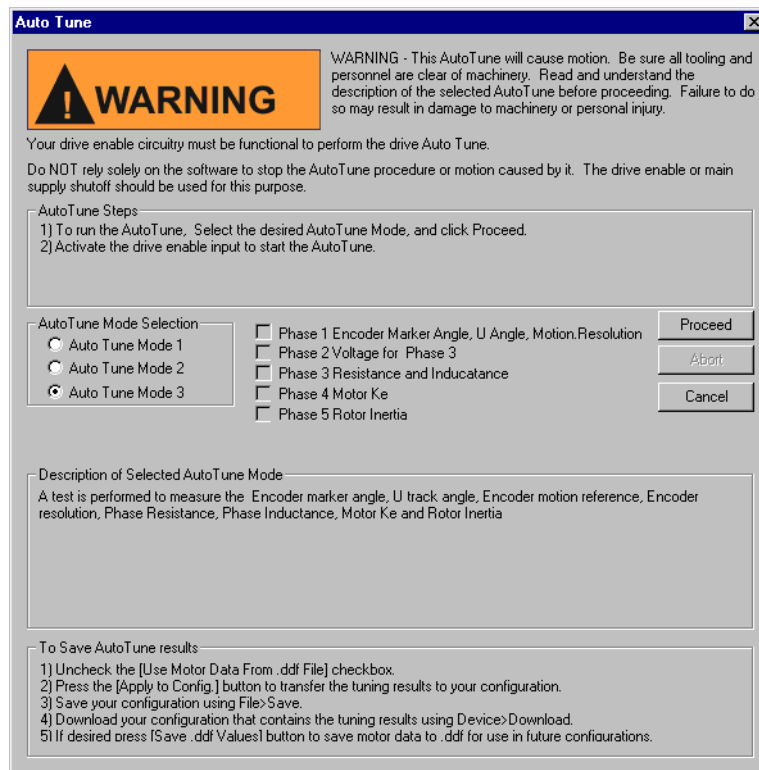 Auto Tune
WARNING
WARNING - This AutoTune will cause motion. Be sure all tooling and
personnel are clear of machinery. Read and understand the
description of the selected AutoTune before proceeding. Failure to do
so may result in damage to machinery or personal injury.
Your drive enable circuitry must be functional to perform the drive Auto Tune.
Do NOT rely solely on the software to stop the AutoTune procedure or motion caused by it. The drive enable or main
supply shutoff should be used for this purpose.
AutoTune Steps
1) To run the AutoTune, Select the desired AutoTune Mode, and click Proceed.
2) Activate the drive enable input to start the AutoTune.
AutoTune Mode Selection
Auto Tune Mode 1
Auto Tune Mode 2
Auto Tune Mode 3
Phase 1 Encoder Marker Angle, U Angle, Motion.Resolution
Phase 2 Voltage for Phase 3
Phase 3 Resistance and Inducatance
Phase 4 Motor Ke
Phase 5 Rotor Inertia
Proceed
Abort
Cancel
Description of Selected AutoTune Mode
A test is performed to measure the Encoder marker angle, U track angle, Encoder motion reference, Encoder
resolution, Phase Resistance, Phase Inductance, Motor Ke and Rotor Inertia
To Save AutoTune results
1) Uncheck the [Use Motor Data From .ddf File] checkbox.
2) Press the [Apply to Config.] button to transfer the tuning results to your configuration.
3) Save your configuration using File>Save.
4) Download your configuration that contains the tuning results using Device>Download.
5) If desired press [Save .ddf Values] button to save motor data to .ddf for use in future configurations.